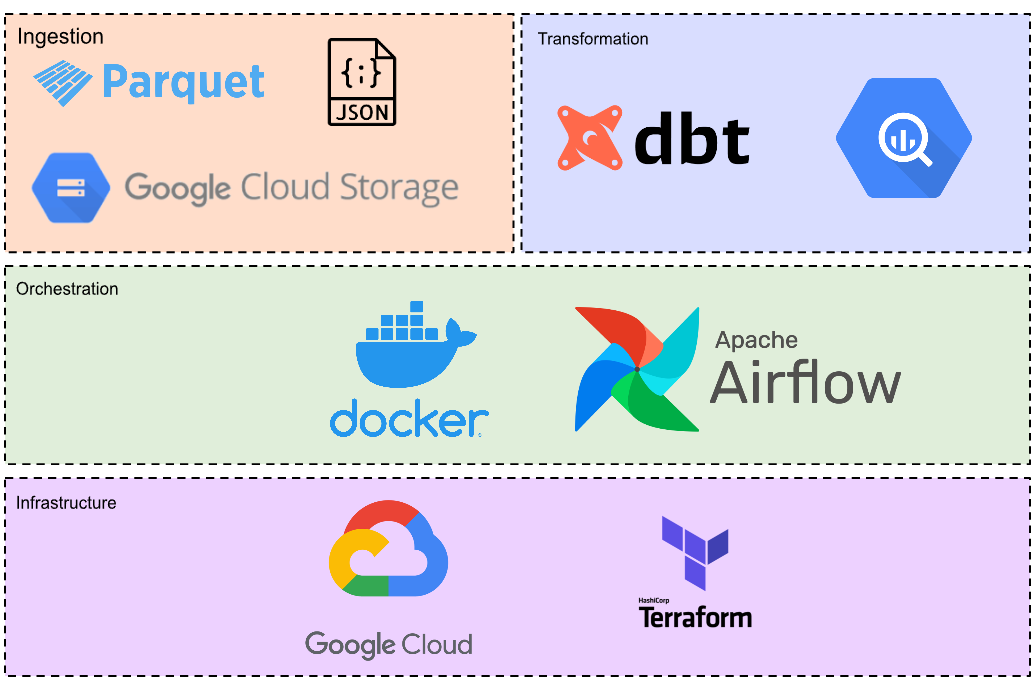 Ingestion
Parquet
{;}
JSON
Google Cloud Storage
Transformation
dbt
Orchestration
docker
Apache
Airflow
Infrastructure
Google Cloud
HashiCorp
Terraform